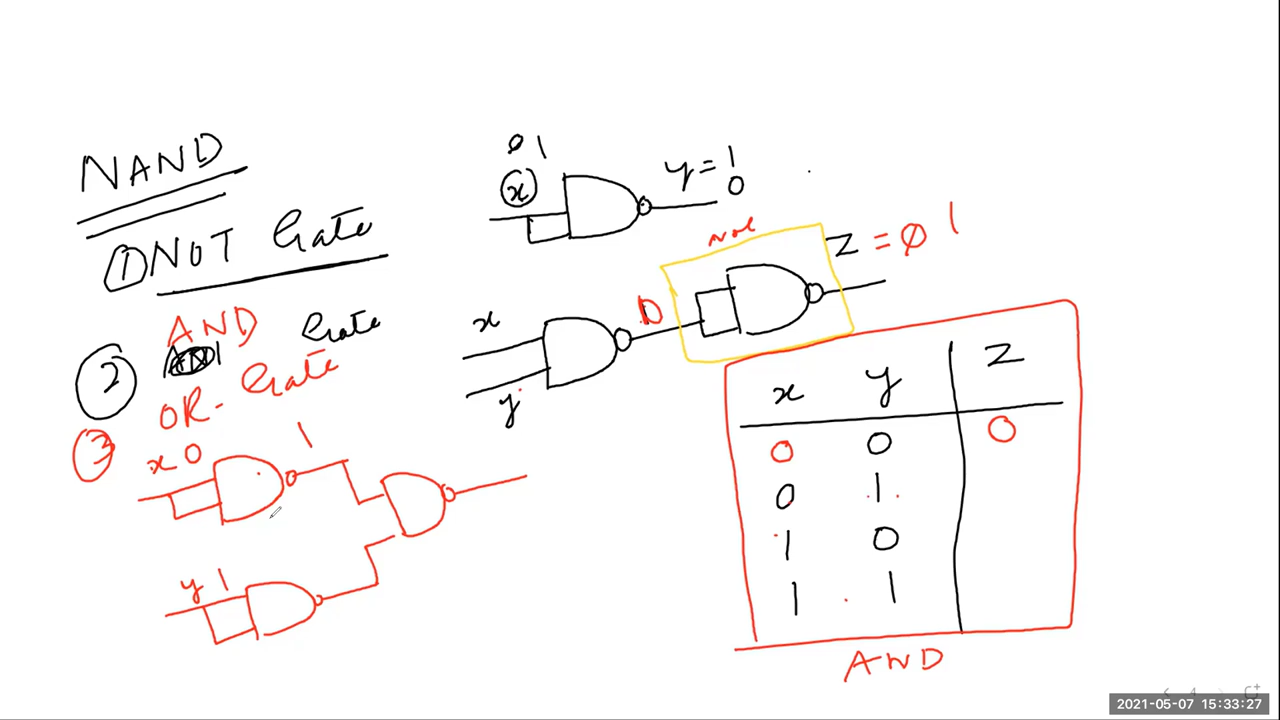 NAND
① NOT Gate
AND
② Gate
OR- Gate
③
x 0
1
y 1
0 1
x
y = 1
0
Not
z = 0 1
x
0
y
x y z
0 0 0
0 1
1 0
1 1
AND
4
2021-05-07 15:33:27